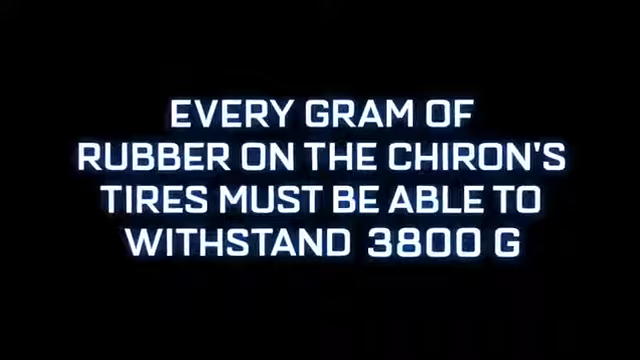 EVERY GRAM OF
RUBBER ON THE CHIRON'S
TIRES MUST BE ABLE TO
WITHSTAND 3800 G